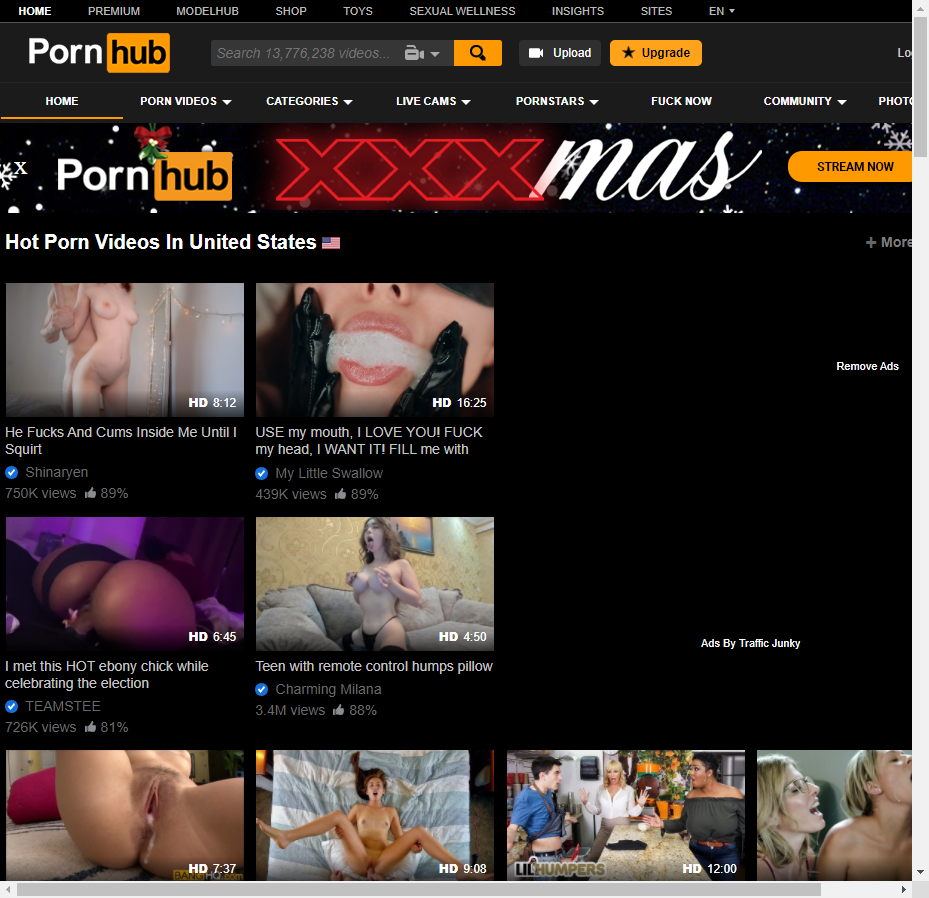 HOME PREMIUM MODELHUB SHOP TOYS SEXUAL WELLNESS INSIGHTS SITES EN
Porn hub
Search 13,776,238 videos...
Upload
Upgrade
Lo
HOME PORN VIDEOS CATEGORIES LIVE CAMS PORNSTARS FUCK NOW COMMUNITY PHOTO
X
Porn hub XXXmas
STREAM NOW
Hot Porn Videos In United States
+ More
HD 8:12
HD 16:25
Remove Ads
He Fucks And Cums Inside Me Until I
Squirt
Shinaryen
750K views 89%
USE my mouth, I LOVE YOU! FUCK
my head, I WANT IT! FILL me with
My Little Swallow
439K views 89%
HD 6:45
HD 4:50
Ads By Traffic Junky
I met this HOT ebony chick while
celebrating the election
TEAMSTEE
726K views 81%
Teen with remote control humps pillow
Charming Milana
3.4M views 88%
HD 7:37
HD 9:08
LILHUMPERS
HD 12:00